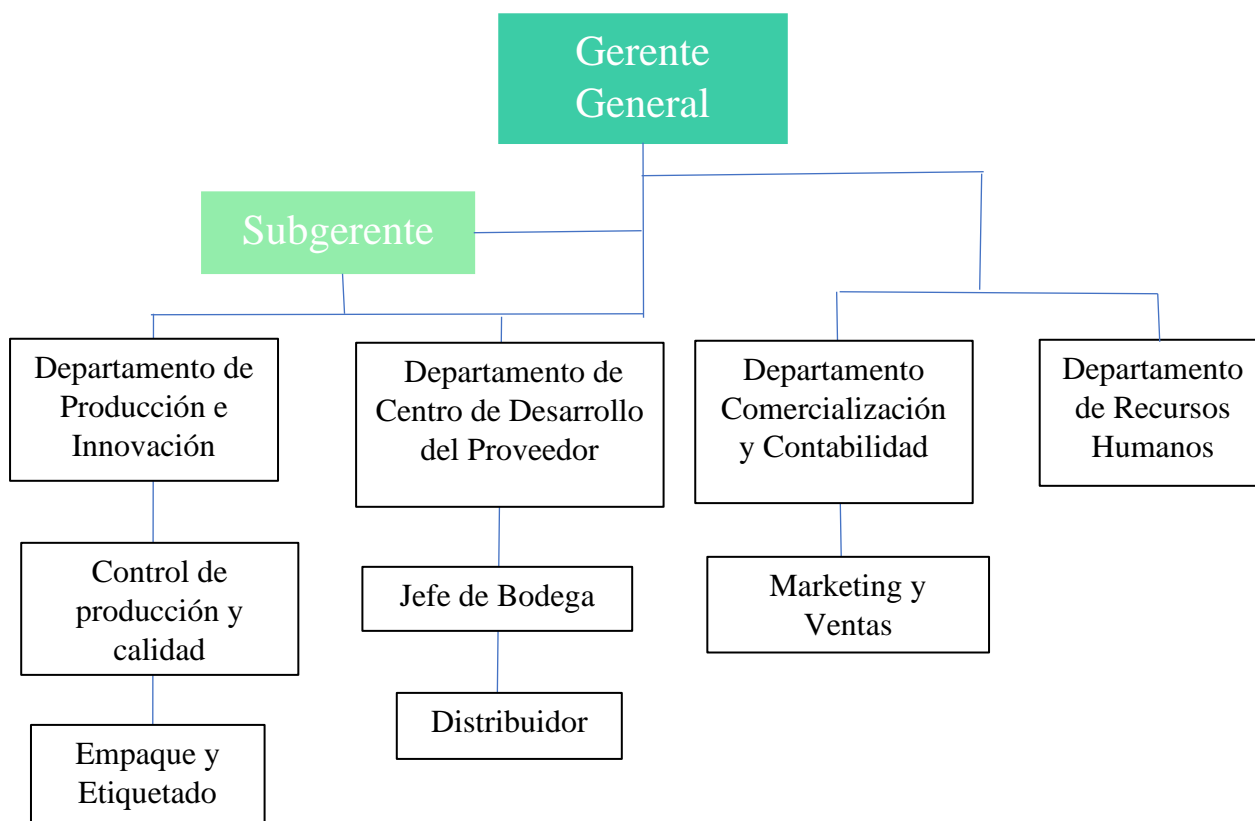 Gerente
General
Subgerente
Departamento de
Producción e
Innovación
Departamento de
Centro de Desarrollo
del Proveedor
Departamento
Comercialización
y Contabilidad
Departamento
de Recursos
Humanos
Control de
producción y
calidad
Jefe de Bodega
Marketing y
Ventas
Distribuidor
Empaque y
Etiquetado